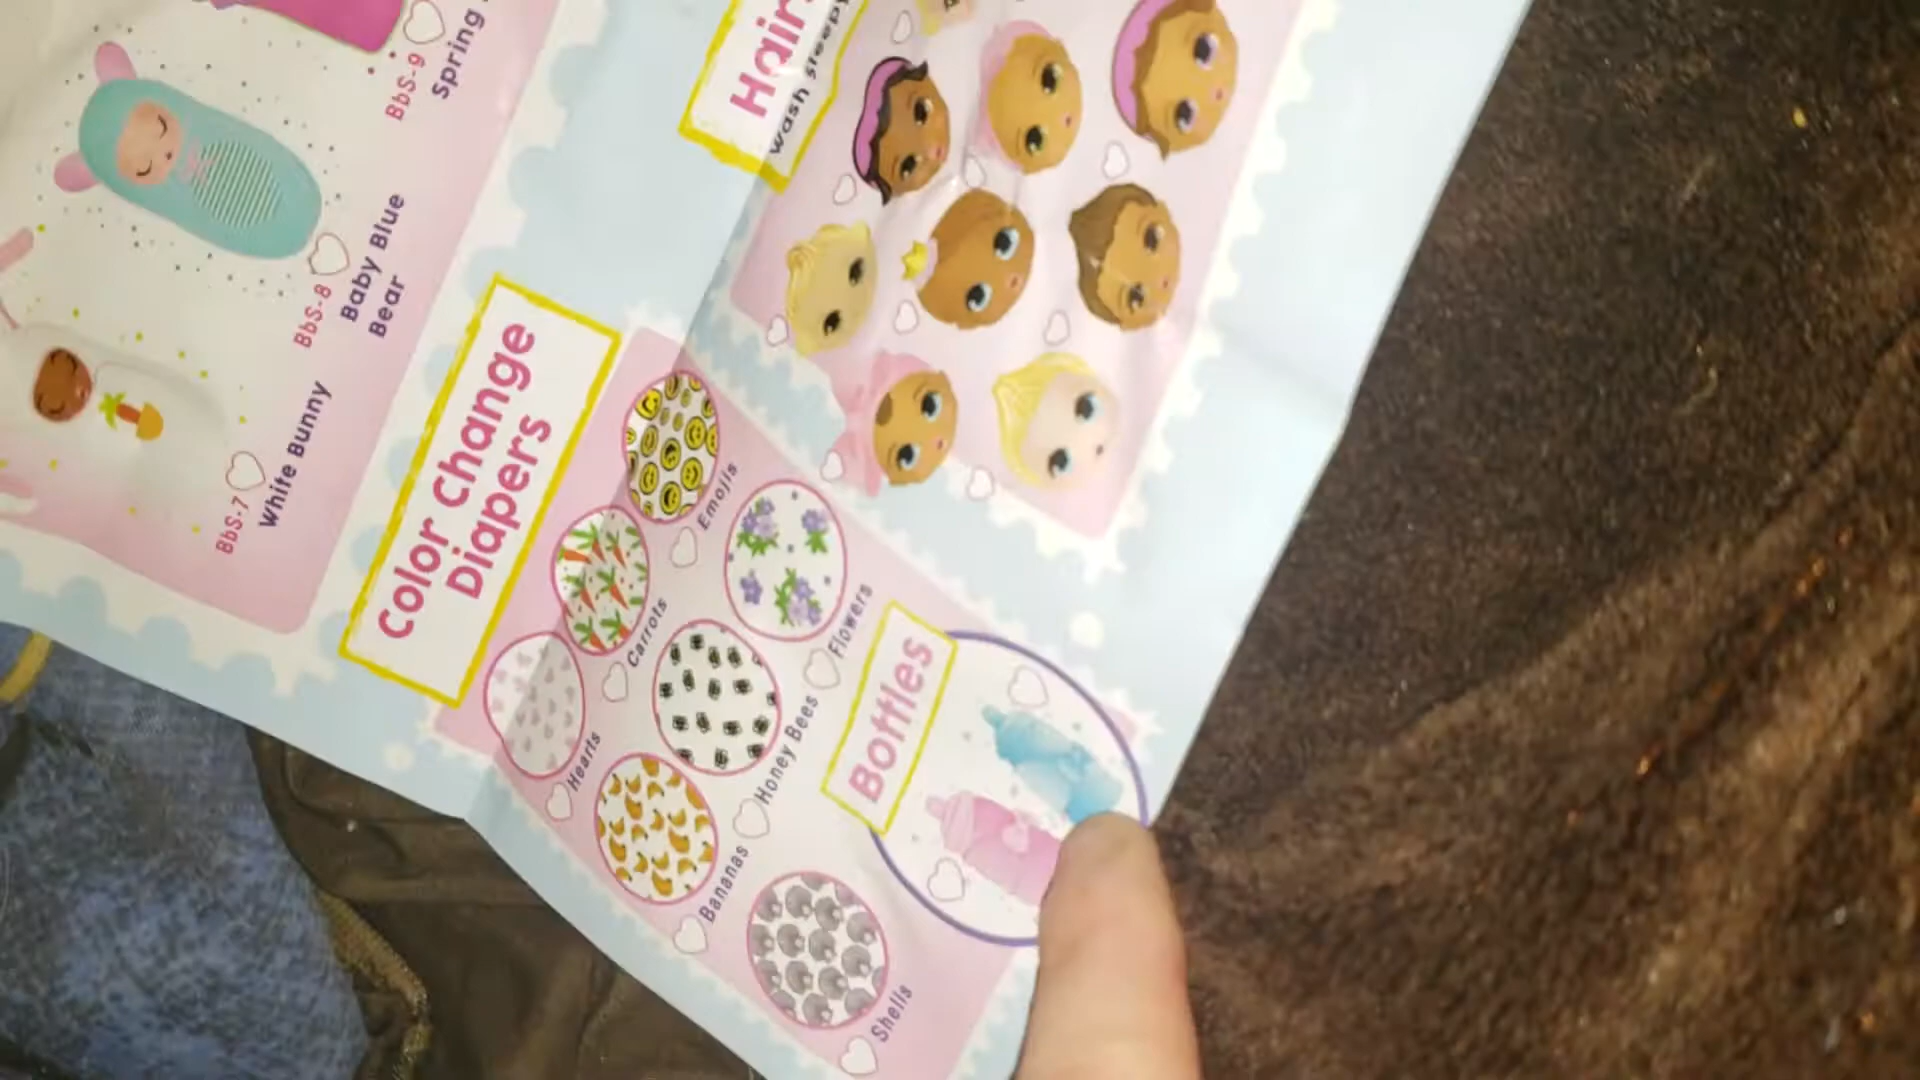 BbS-9
Spring
BbS-8
Baby Blue
Bear
BbS-7
White Bunny
Hair
wash sleepy
Color Change
Diapers
Emojis
Carrots
Flowers
Hearts
Honey Bees
Bananas
Shells
Bottles